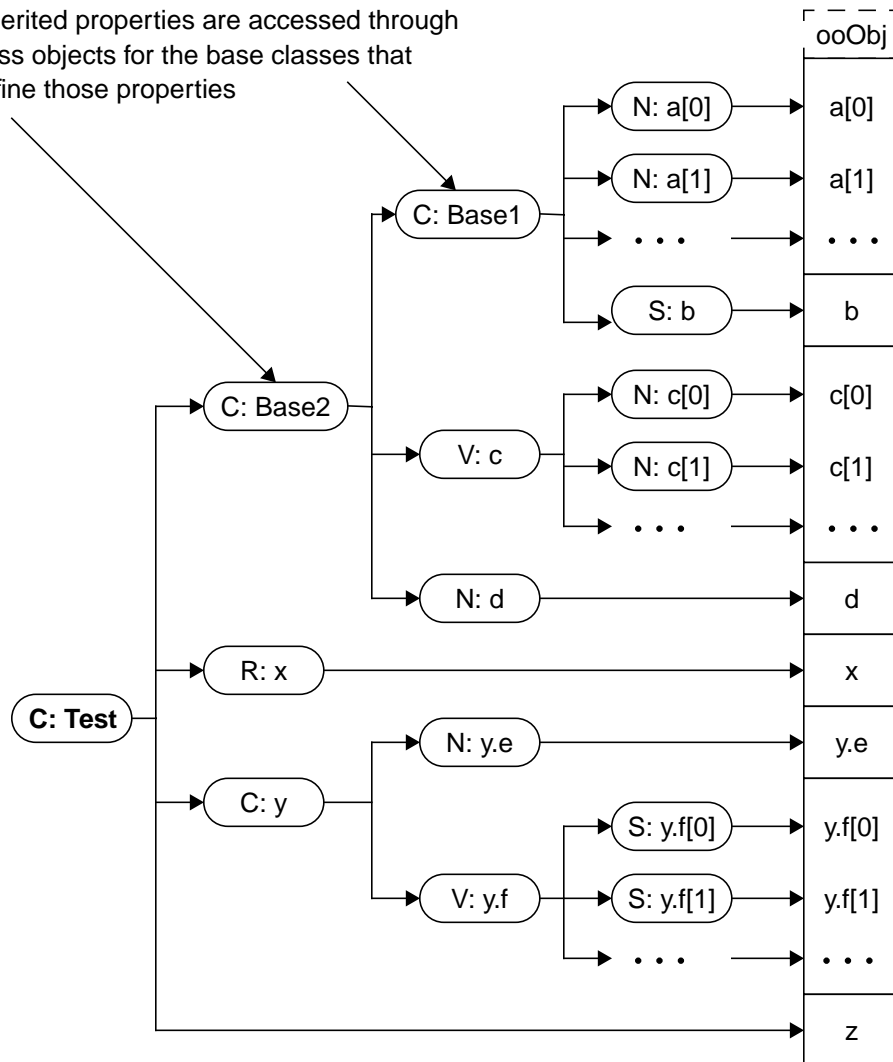 erited properties are accessed through
ss objects for the base classes that
fine those properties
ooObj
N: a[0]
a[0]
N: a[1]
a[1]
C: Base1
• • •
• • •
S: b
b
C: Base2
N: c[0]
c[0]
V: c
N: c[1]
c[1]
• • •
• • •
N: d
d
R: x
x
C: Test
N: y.e
y.e
C: y
S: y.f[0]
y.f[0]
V: y.f
S: y.f[1]
y.f[1]
• • •
• • •
z